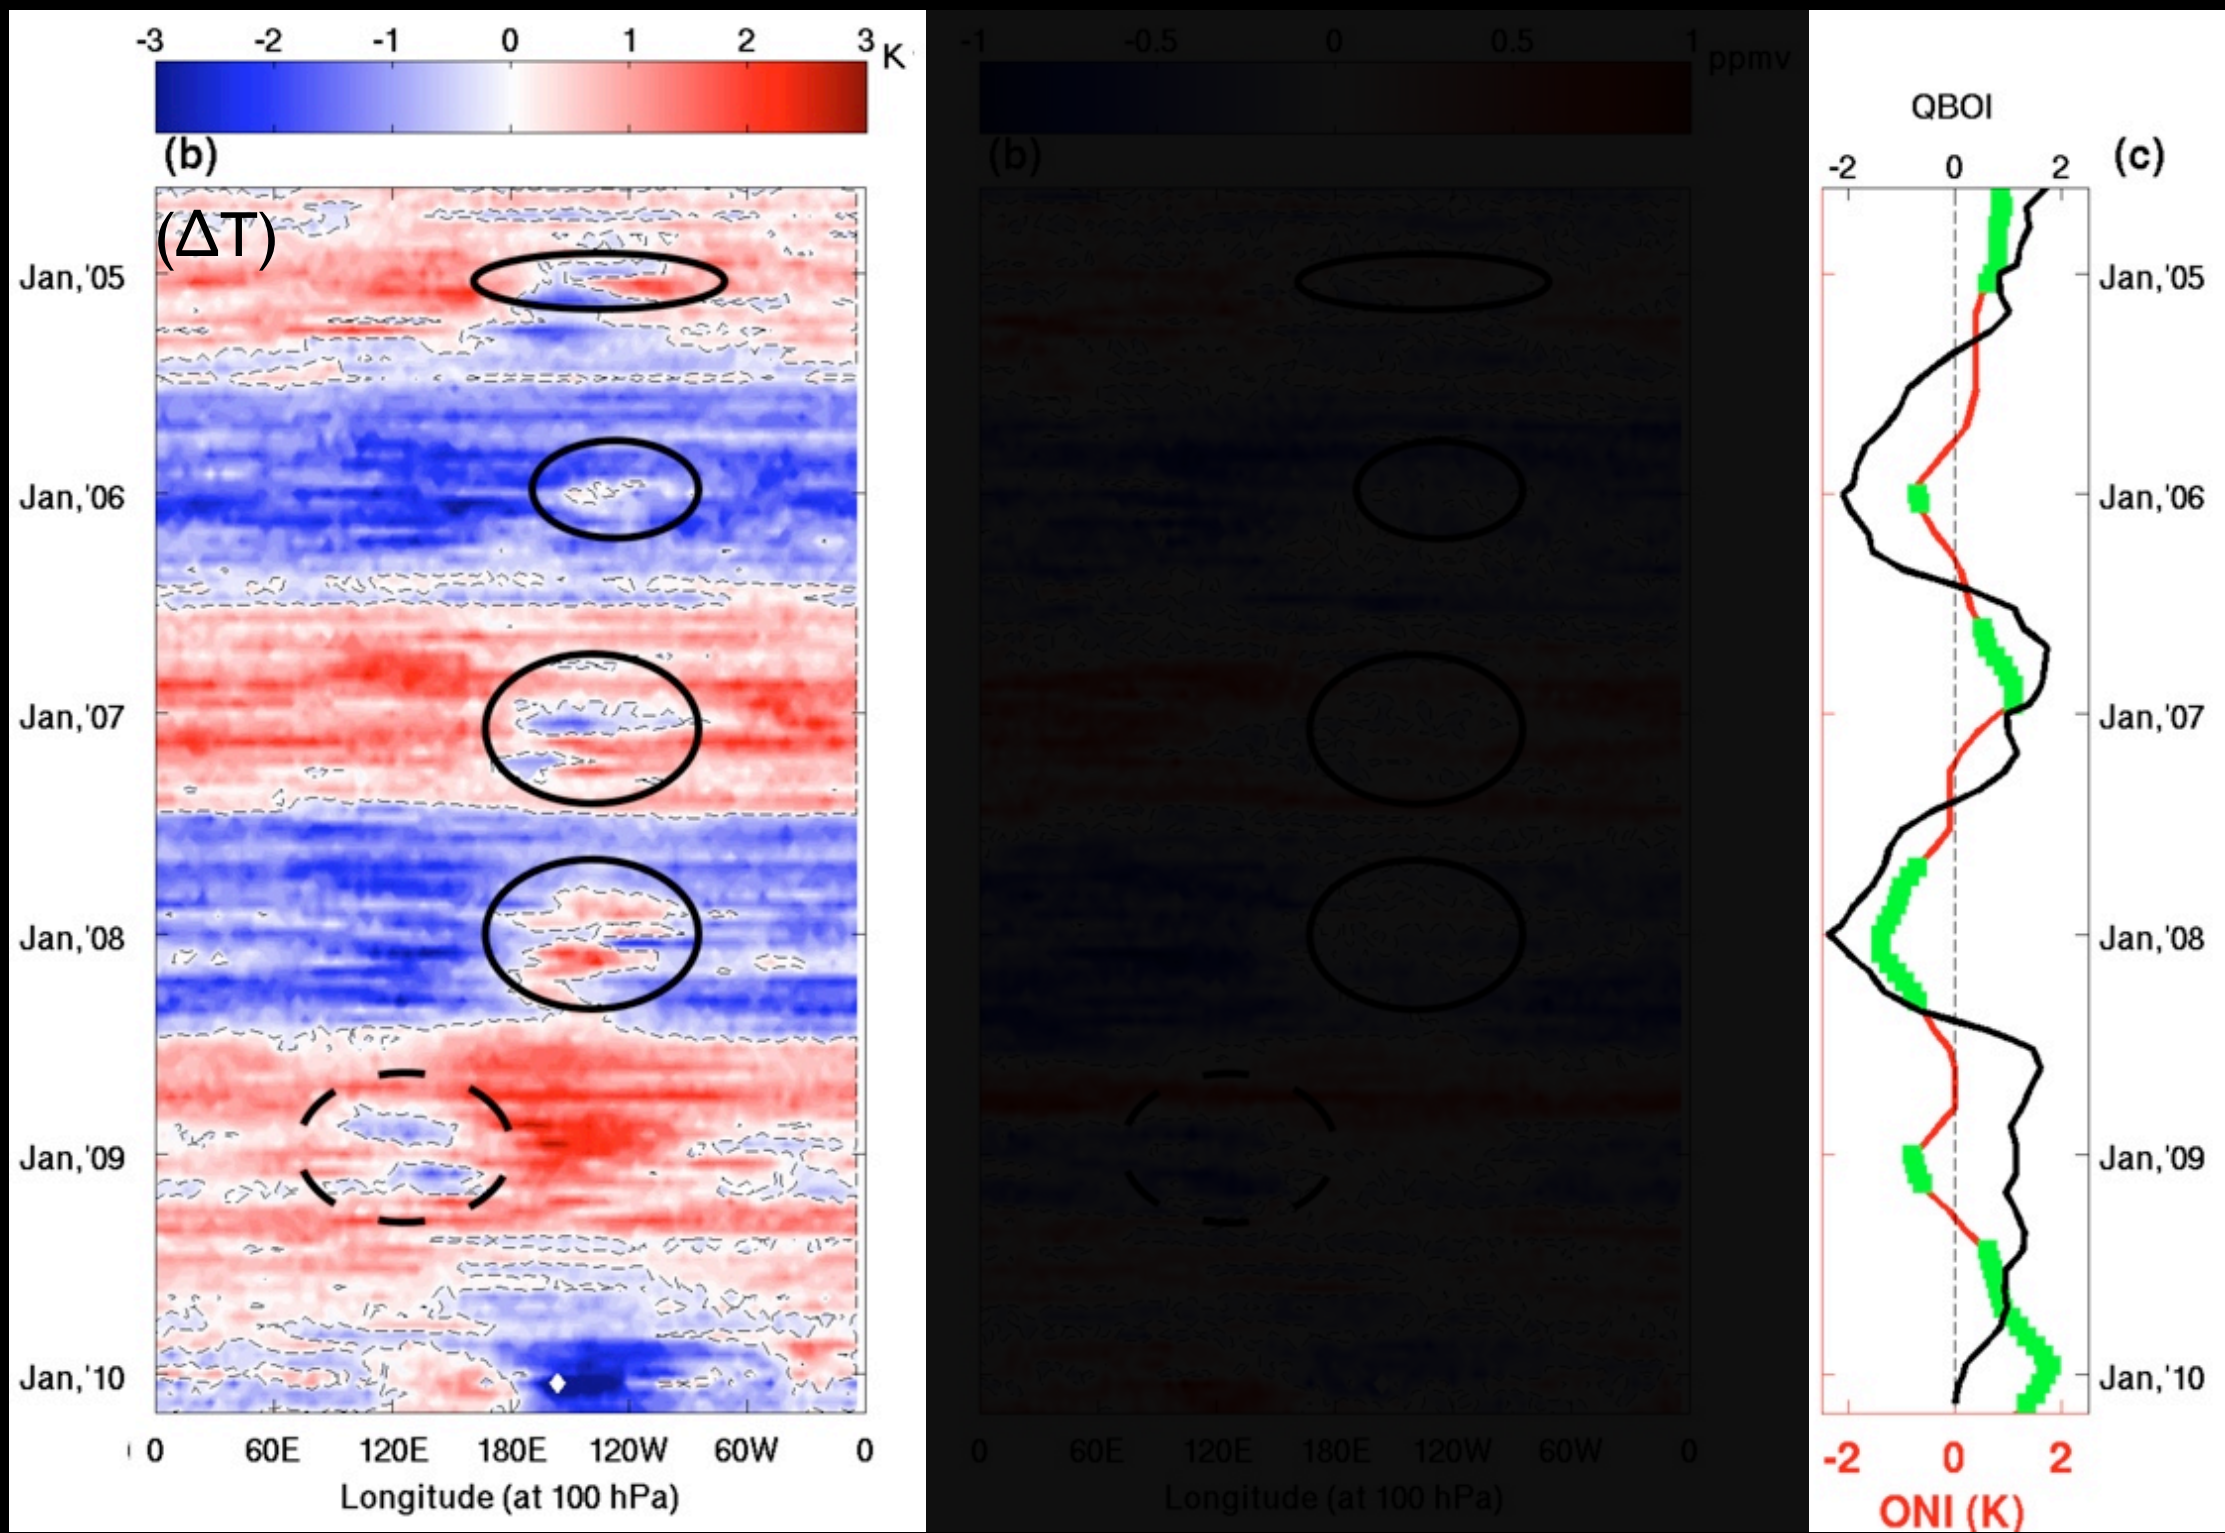 -3 -2 -1 0 1 2 3 K
(b)
(ΔT)
Jan,'05
Jan,'06
Jan,'07
Jan,'08
Jan,'09
Jan,'10
0 60E 120E 180E 120W 60W 0
Longitude (at 100 hPa)
-1 -0.5 0 0.5 1 ppmv
(b)
0 60E 120E 180E 120W 60W 0
Longitude (at 100 hPa)
QBOI
-2 0 2 (c)
Jan,'05
Jan,'06
Jan,'07
Jan,'08
Jan,'09
Jan,'10
-2 0 2
ONI (K)